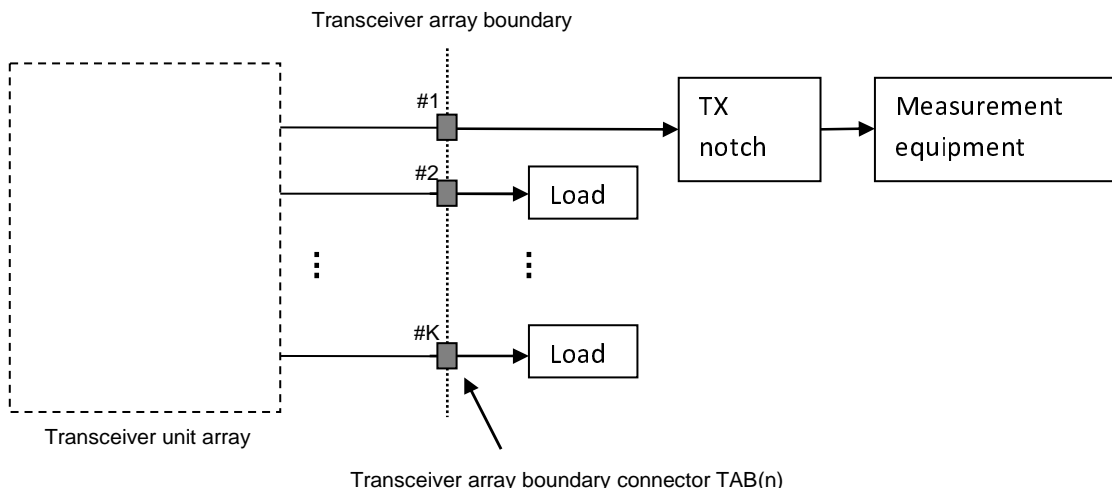 Transceiver array boundary
#1
TX
notch
Measurement
equipment
#2
Load
#K
Load
Transceiver unit array
Transceiver array boundary connector TAB(n)